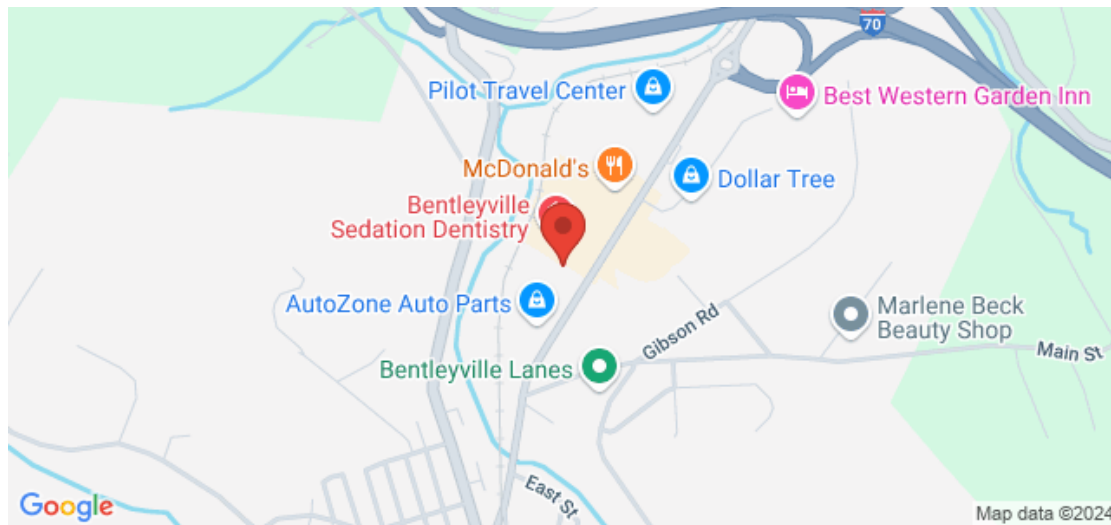 70
Pilot Travel Center
Best Western Garden Inn
McDonald's
Dollar Tree
Bentleyville
Sedation Dentistry
AutoZone Auto Parts
Marlene Beck
Beauty Shop
Gibson Rd
Main St
Bentleyville Lanes
East St
Google
Map data ©2024